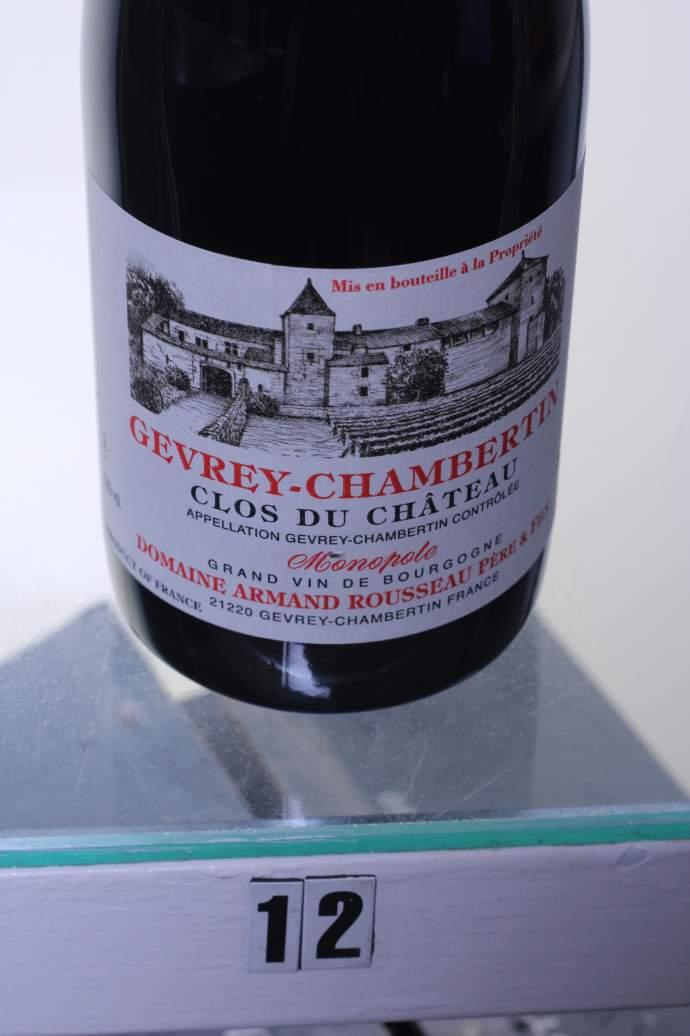 Mis en bouteille à la Propriété
GEVREY-CHAMBERTIN
CLOS DU CHÂTEAU
APPELLATION GEVREY-CHAMBERTIN CONTRÔLÉE
Monopole
GRAND VIN DE BOURGOGNE
DOMAINE ARMAND ROUSSEAU PÈRE & FILS
PRODUCT OF FRANCE
21220 GEVREY-CHAMBERTIN FRANCE
12